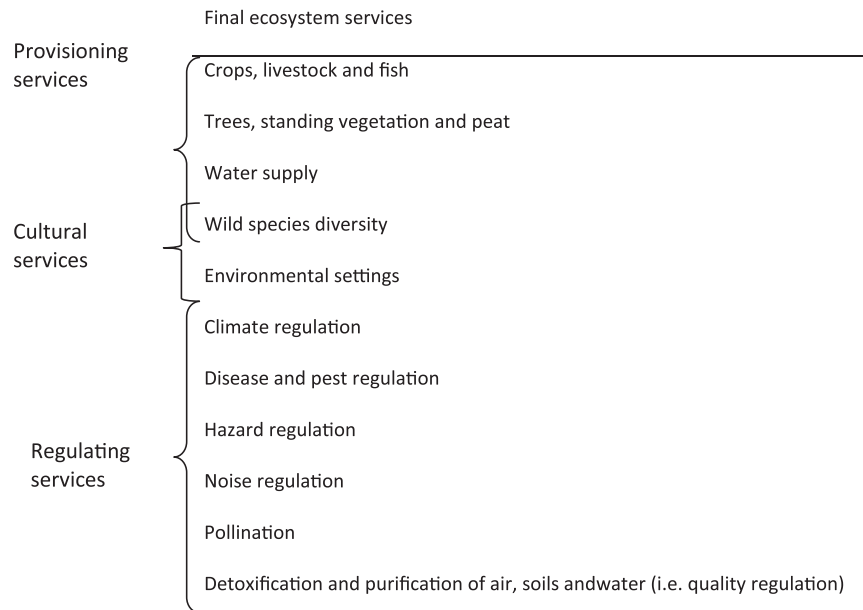 Final ecosystem services
Provisioning
services
Crops, livestock and fish
Trees, standing vegetation and peat
Water supply
Wild species diversity
Cultural
services
Environmental settings
Climate regulation
Disease and pest regulation
Hazard regulation
Regulating
services
Noise regulation
Pollination
Detoxification and purification of air, soils andwater (i.e. quality regulation)